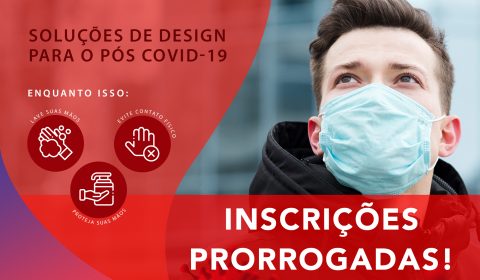 SOLUÇÕES DE DESIGN
PARA O PÓS COVID-19
ENQUANTO ISSO:
LAVE SUAS MÃOS
EVITE CONTATO FÍSICO
PROTEJA SUAS MÃOS
INSCRIÇÕES
PRORROGADAS!